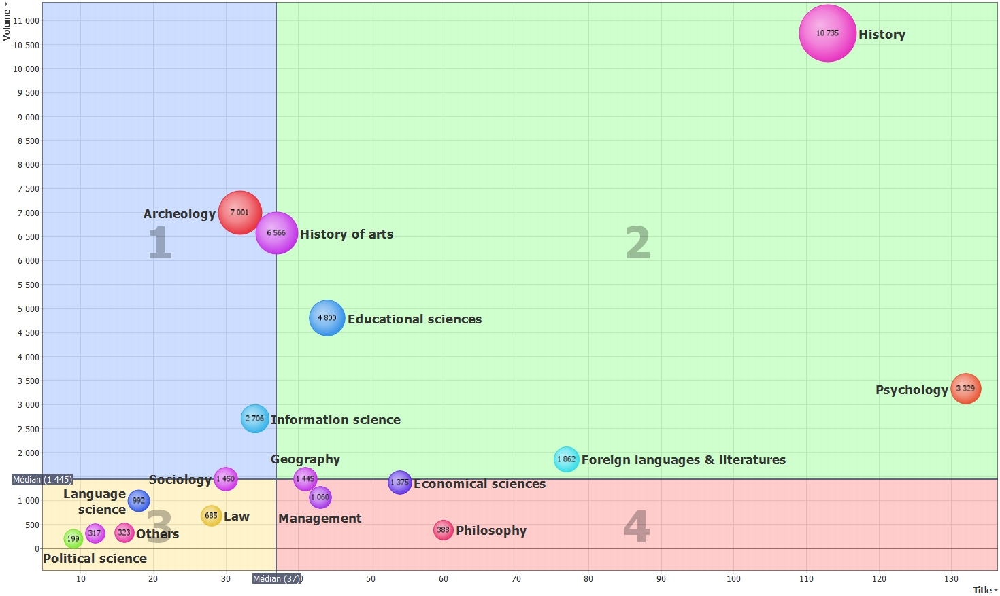 Volume
11 000
10 735
History
10 500
10 000
9 500
9 000
8 500
8 000
7 500
7 000
Archeology
7 001
6 566
History of arts
6 500
1
2
6 000
5 500
5 000
4 800
Educational sciences
4 500
4 000
3 500
Psychology
3 329
3 000
2 706
Information science
2 500
2 000
Geography
1 862
Foreign languages & literatures
Médian (1 445)
Sociology
1 450
1 445
1 375
Economical sciences
Language
science
992
1 060
1 000
685
Law
Management
500
199
317
323
Others
3
388
Philosophy
4
0
Political science
10
20
30
Médian (37)
50
60
70
80
90
100
110
120
130
Title